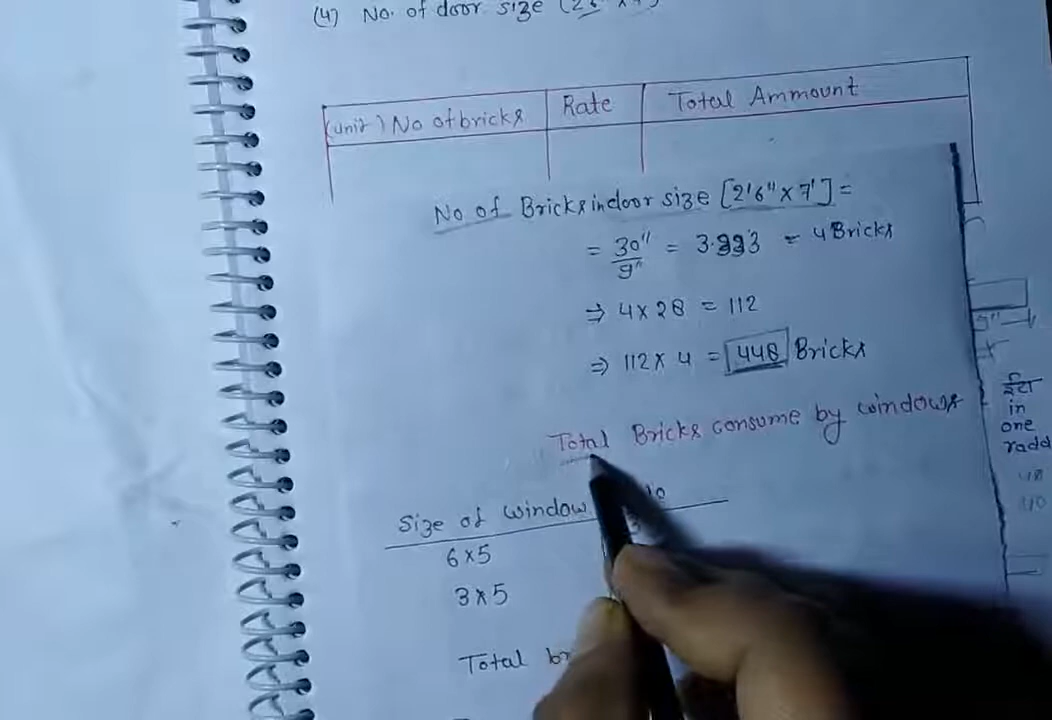 (4) No. of door size
(unit) No of bricks Rate Total Ammount
No of Bricks in door size [2'6" x 7'] =
= 30"/9" = 3.333 = 4 Bricks
⇒ 4 x 28 = 112
⇒ 112 x 4 = 448 Bricks
Total Bricks consume by windows
Size of window
6 x 5
3 x 5
Total
ईटा
in
one
radd